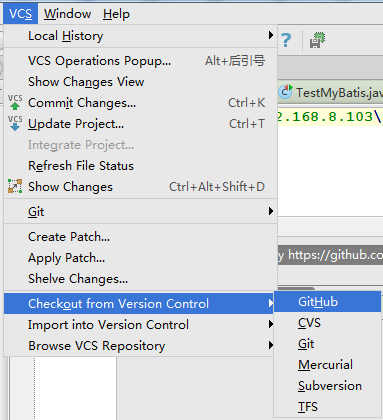 VCS Window Help
Local History
VCS Operations Popup... Alt+后引号
Show Changes View
TestMyBatis.jav
VCS Commit Changes... Ctrl+K
2.168.8.103\
VCS Update Project... Ctrl+T
Integrate Project...
Refresh File Status
Show Changes Ctrl+Alt+Shift+D
Git
Create Patch...
y https://github.co
Apply Patch...
Shelve Changes...
Checkout from Version Control
GitHub
Import into Version Control
CVS
Browse VCS Repository
Git
Mercurial
Subversion
TFS